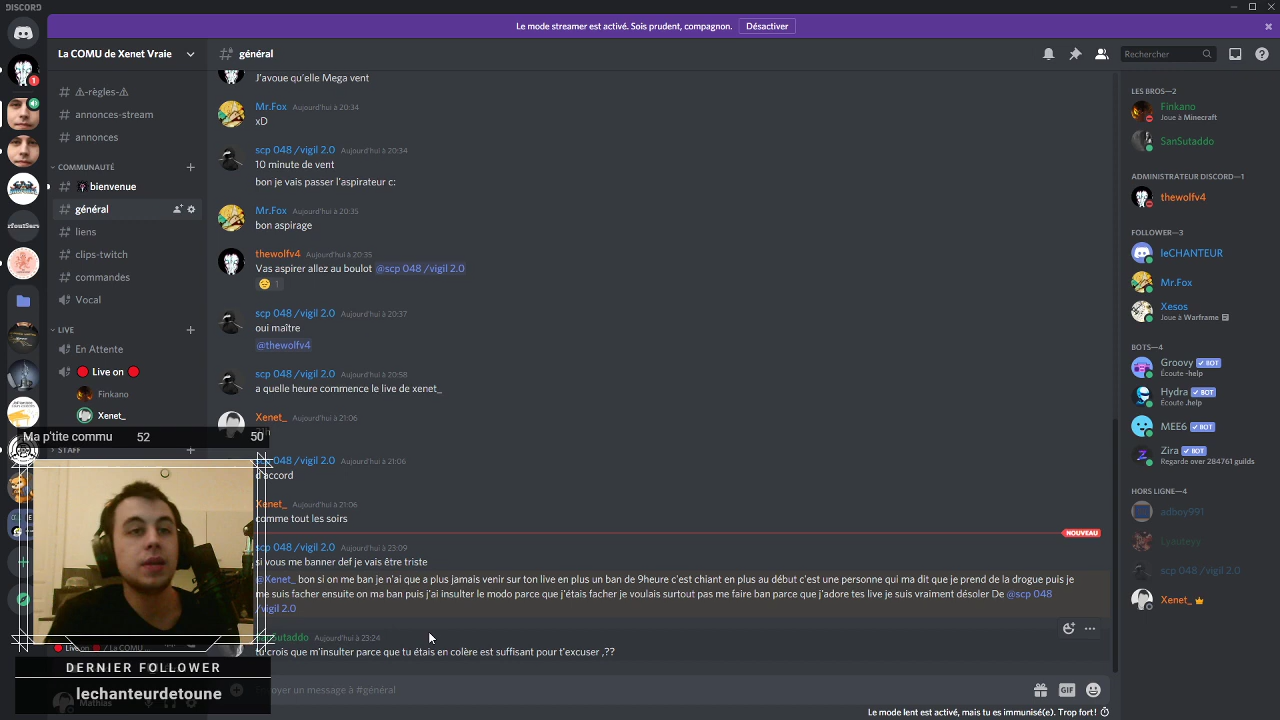 DISCORD
Le mode streamer est activé. Sois prudent, compagnon. Désactiver
La COMU de Xenet Vraie
général
Rechercher
⚠-règles-⚠
annonces-stream
annonces
COMMUNAUTÉ
bienvenue
général
liens
clips-twitch
commandes
Vocal
LIVE
En Attente
Live on
Finkano
Xenet_
STAFF
J'avoue qu'elle Mega vent
Mr.Fox Aujourd'hui à 20:34
xD
scp 048 /vigil 2.0 Aujourd'hui à 20:34
10 minute de vent
bon je vais passer l'aspirateur c:
Mr.Fox Aujourd'hui à 20:35
bon aspirage
thewolfv4 Aujourd'hui à 20:35
Vas aspirer allez au boulot @scp 048 /vigil 2.0
1
scp 048 /vigil 2.0 Aujourd'hui à 20:37
oui maître
@thewolfv4
scp 048 /vigil 2.0 Aujourd'hui à 20:58
a quelle heure commence le live de xenet_
Xenet_ Aujourd'hui à 21:06
048 /vigil 2.0 Aujourd'hui à 21:06
d'accord
Xenet_ Aujourd'hui à 21:06
comme tout les soirs
NOUVEAU
scp 048 /vigil 2.0 Aujourd'hui à 23:09
si vous me banner def je vais être triste
@Xenet_ bon si on me ban je n'ai que a plus jamais venir sur ton live en plus un ban de 9heure c'est chiant en plus au début c'est une personne qui ma dit que je prend de la drogue puis je
me suis facher ensuite on ma ban puis j'ai insulter le modo parce que j'étais facher je voulais surtout pas me faire ban parce que j'adore tes live je suis vraiment désoler De @scp 048
/vigil 2.0
SanSutaddo Aujourd'hui à 23:24
tu crois que m'insulter parce que tu étais en colère est suffisant pour t'excuser ,??
Envoyer un message à #général
GIF
Le mode lent est activé, mais tu es immunisé(e). Trop fort !
LES BROS—2
Finkano
Joue à Minecraft
SanSutaddo
ADMINISTRATEUR DISCORD—1
thewolfv4
FOLLOWER—3
leCHANTEUR
Mr.Fox
Xesos
Joue à Warframe
BOTS—4
Groovy BOT
Écoute -help
Hydra BOT
Écoute .help
MEE6 BOT
Zira BOT
Regarde over 284761 guilds
HORS LIGNE—4
adboy991
Lyauteyy
scp 048 /vigil 2.0
Xenet_
Ma p'tite commu 52 50
Live on / La COMU ...
DERNIER FOLLOWER
lechanteurdetoune
Mathias